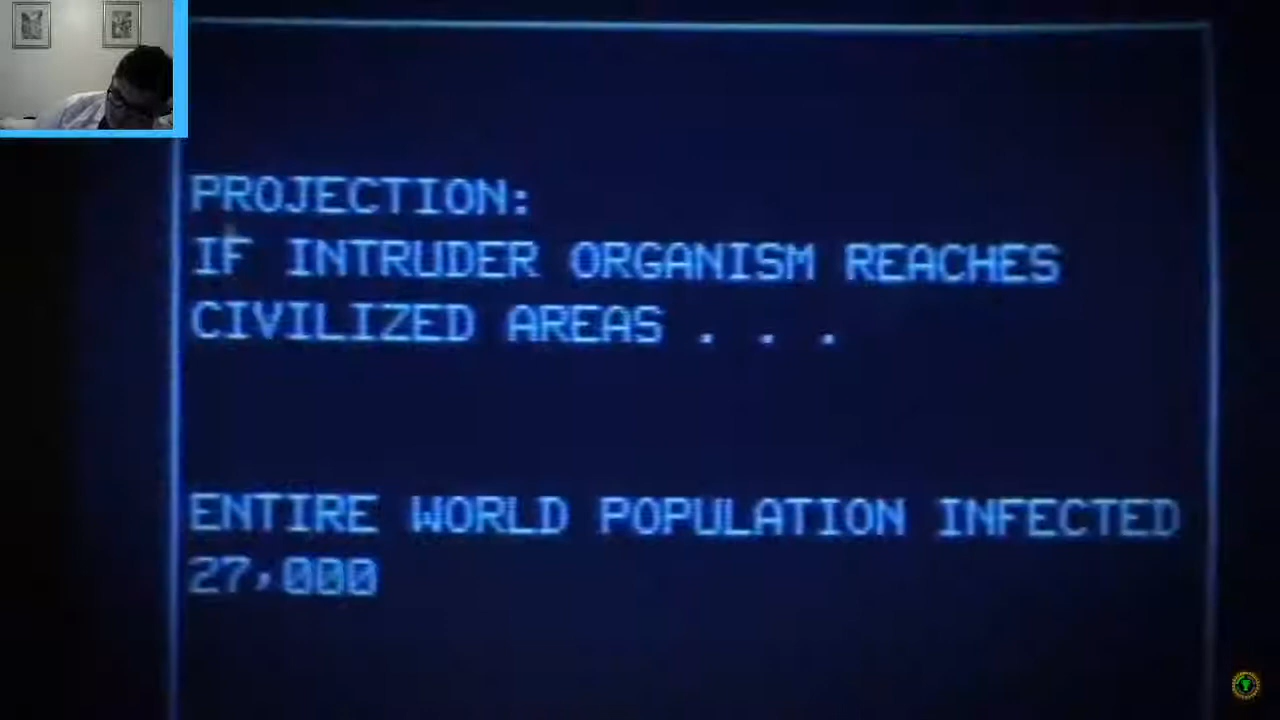 PROJECTION:
IF INTRUDER ORGANISM REACHES
CIVILIZED AREAS . . .
ENTIRE WORLD POPULATION INFECTED
27,000